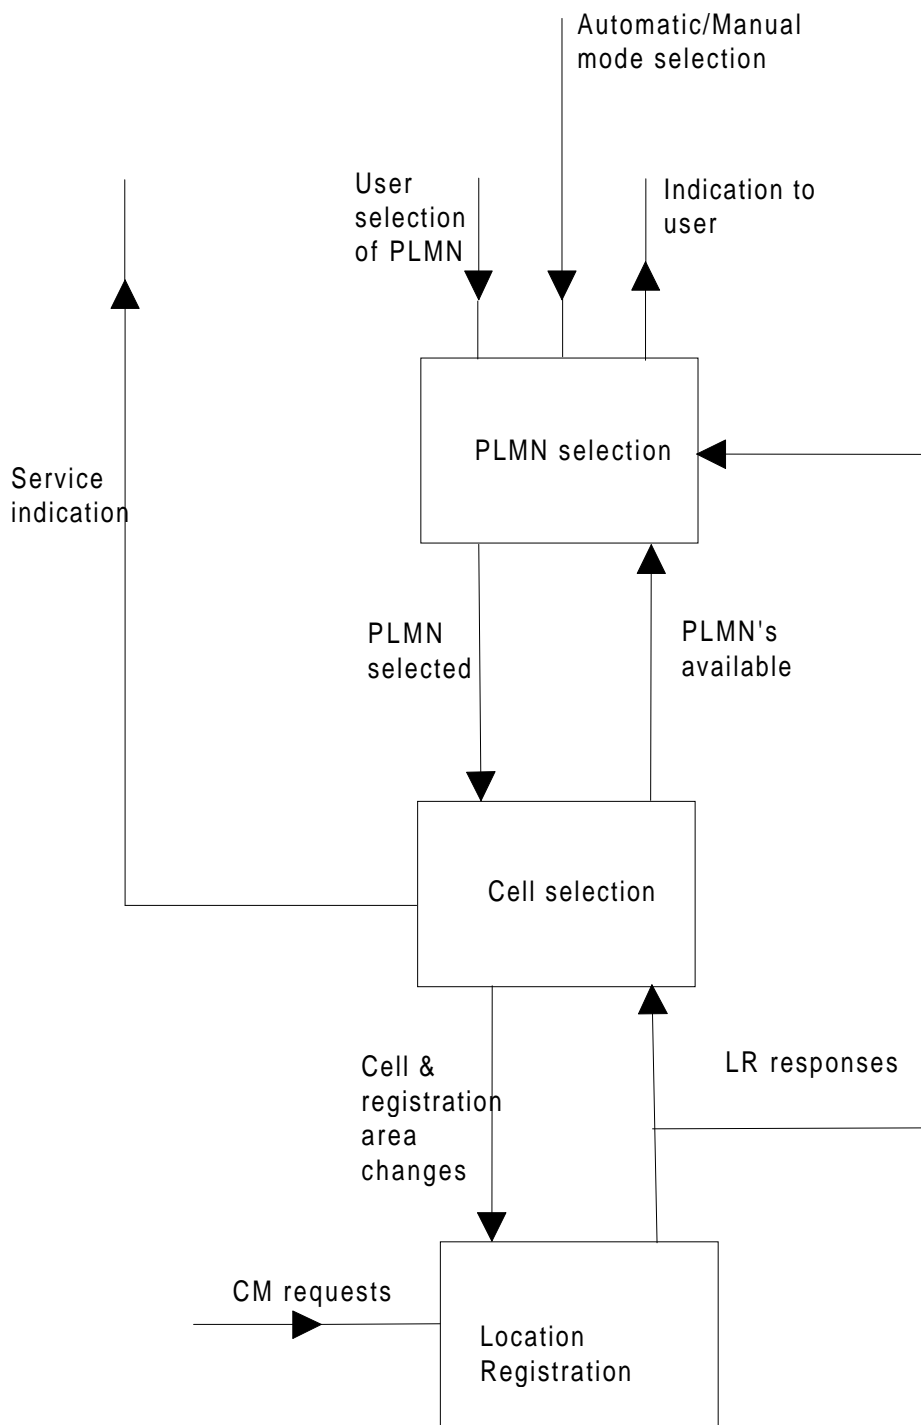 Automatic/Manual
mode selection
User
selection
of PLMN
Indication to
user
PLMN selection
Service
indication
PLMN
selected
PLMN's
available
Cell selection
Cell &
registration
area
changes
LR responses
CM requests
Location
Registration